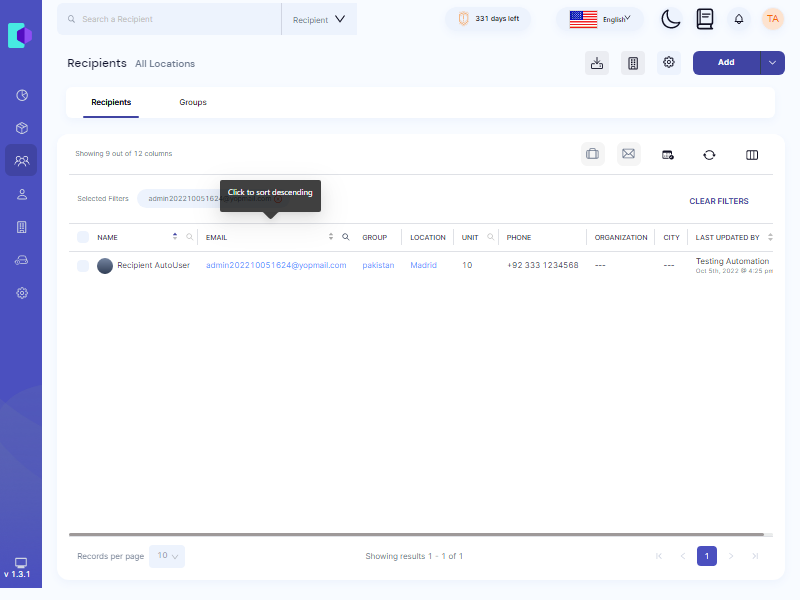 Search a Recipient
Recipient
331 days left
English
TA
Recipients
All Locations
Add
Recipients
Groups
Showing 9 out of 12 columns
Click to sort descending
Selected Filters
admin202210051624@yopmail.com
CLEAR FILTERS
NAME
EMAIL
GROUP
LOCATION
UNIT
PHONE
ORGANIZATION
CITY
LAST UPDATED BY
Recipient AutoUser
admin202210051624@yopmail.com
pakistan
Madrid
10
+92 333 1234568
---
---
Testing Automation
Oct 5th, 2022 @ 4:25 pm
Records per page
10
Showing results 1 - 1 of 1
1
v 1.3.1